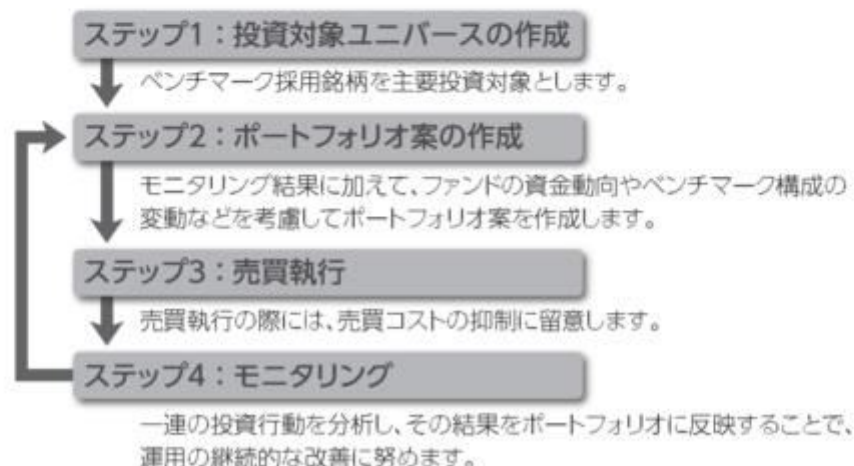 ステップ1：投資対象ユニバースの作成
ベンチマーク採用銘柄を主要投資対象とします。
ステップ2：ポートフォリオ案の作成
モニタリング結果に加えて、ファンドの資金動向やベンチマーク構成の
変動などを考慮してポートフォリオ案を作成します。
ステップ3：売買執行
売買執行の際には、売買コストの抑制に留意します。
ステップ4：モニタリング
一連の投資行動を分析し、その結果をポートフォリオに反映することで、
運用の継続的な改善に努めます。